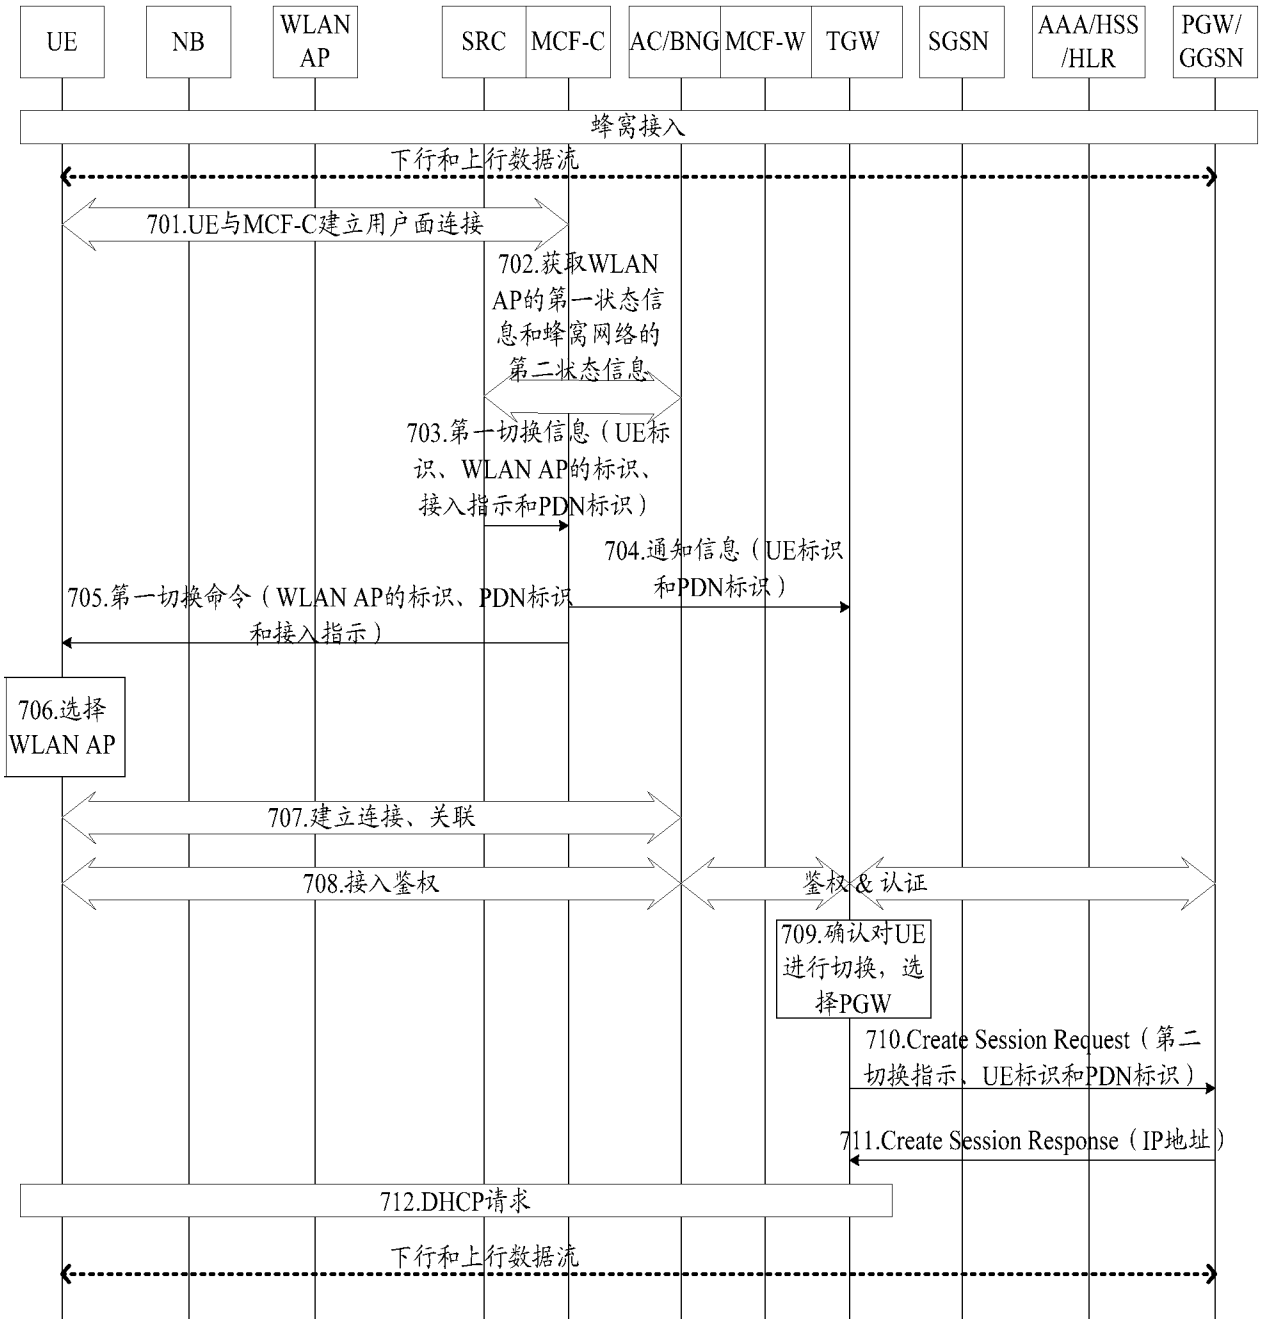 UE
NB
WLAN
AP
SRC
MCF-C
AC/BNG
MCF-W
TGW
SGSN
AAA/HSS
/HLR
PGW/
GGSN
蜂窝接入
下行和上行数据流
701.UE与MCF-C建立用户面连接
702.获取WLAN
AP的第一状态信
息和蜂窝网络的
第二状态信息
703.第一切换信息（UE标
识、WLAN AP的标识、
接入指示和PDN标识）
704.通知信息（UE标识
和PDN标识）
705.第一切换命令（WLAN AP的标识、PDN标识
和接入指示）
706.选择
WLAN AP
707.建立连接、关联
708.接入鉴权
鉴权 & 认证
709.确认对UE
进行切换，选
择PGW
710.Create Session Request（第二
切换指示、UE标识和PDN标识）
711.Create Session Response（IP地址）
712.DHCP请求
下行和上行数据流